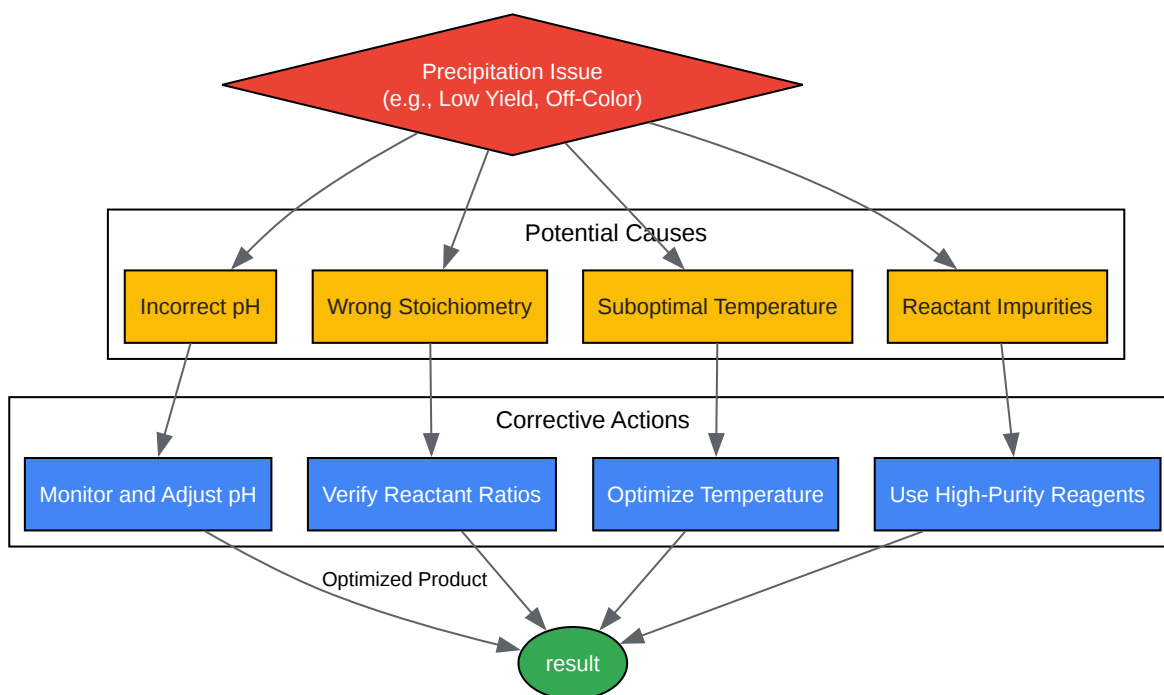 Precipitation Issue
(e.g., Low Yield, Off-Color)
Potential Causes
Incorrect pH
Wrong Stoichiometry
Suboptimal Temperature
Reactant Impurities
Corrective Actions
Monitor and Adjust pH
Verify Reactant Ratios
Optimize Temperature
Use High-Purity Reagents
Optimized Product
result